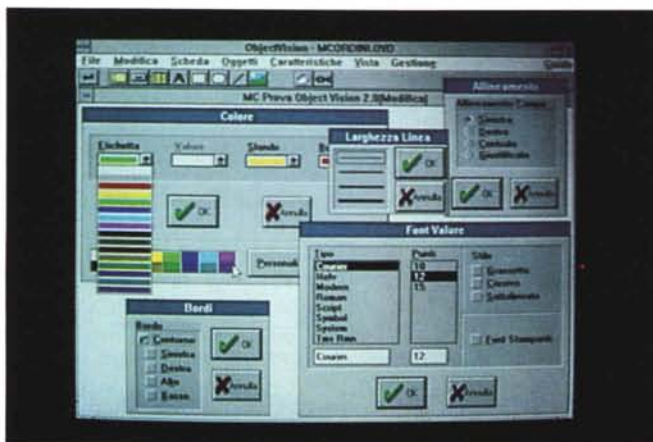 ObjectVision - MCORDINI.OVD
File Modifica Scheda Oggetti Caratteristiche Vista Gestione Guida
MC Prova Object Vision 2.0[Modifica]
Colore
Etichetta Valore Sfondo
OK Annulla
Personali
Larghezza Linea
OK
Annulla
Allineamento
Allineamento Campo
Sinistra
Destra
Centrato
Giustificato
OK Annulla
Font Valore
Tipo Punti Stile
Courier 10 Grassetto
Helv 12 Corsivo
Modern 15 Sottolineato
Roman
Script
Symbol Font Stampante
System
Tms Rmn
Courier 12
OK Annulla
Bordi
Bordo
Contorno OK
Sinistra
Destra
Alto Annulla
Basso